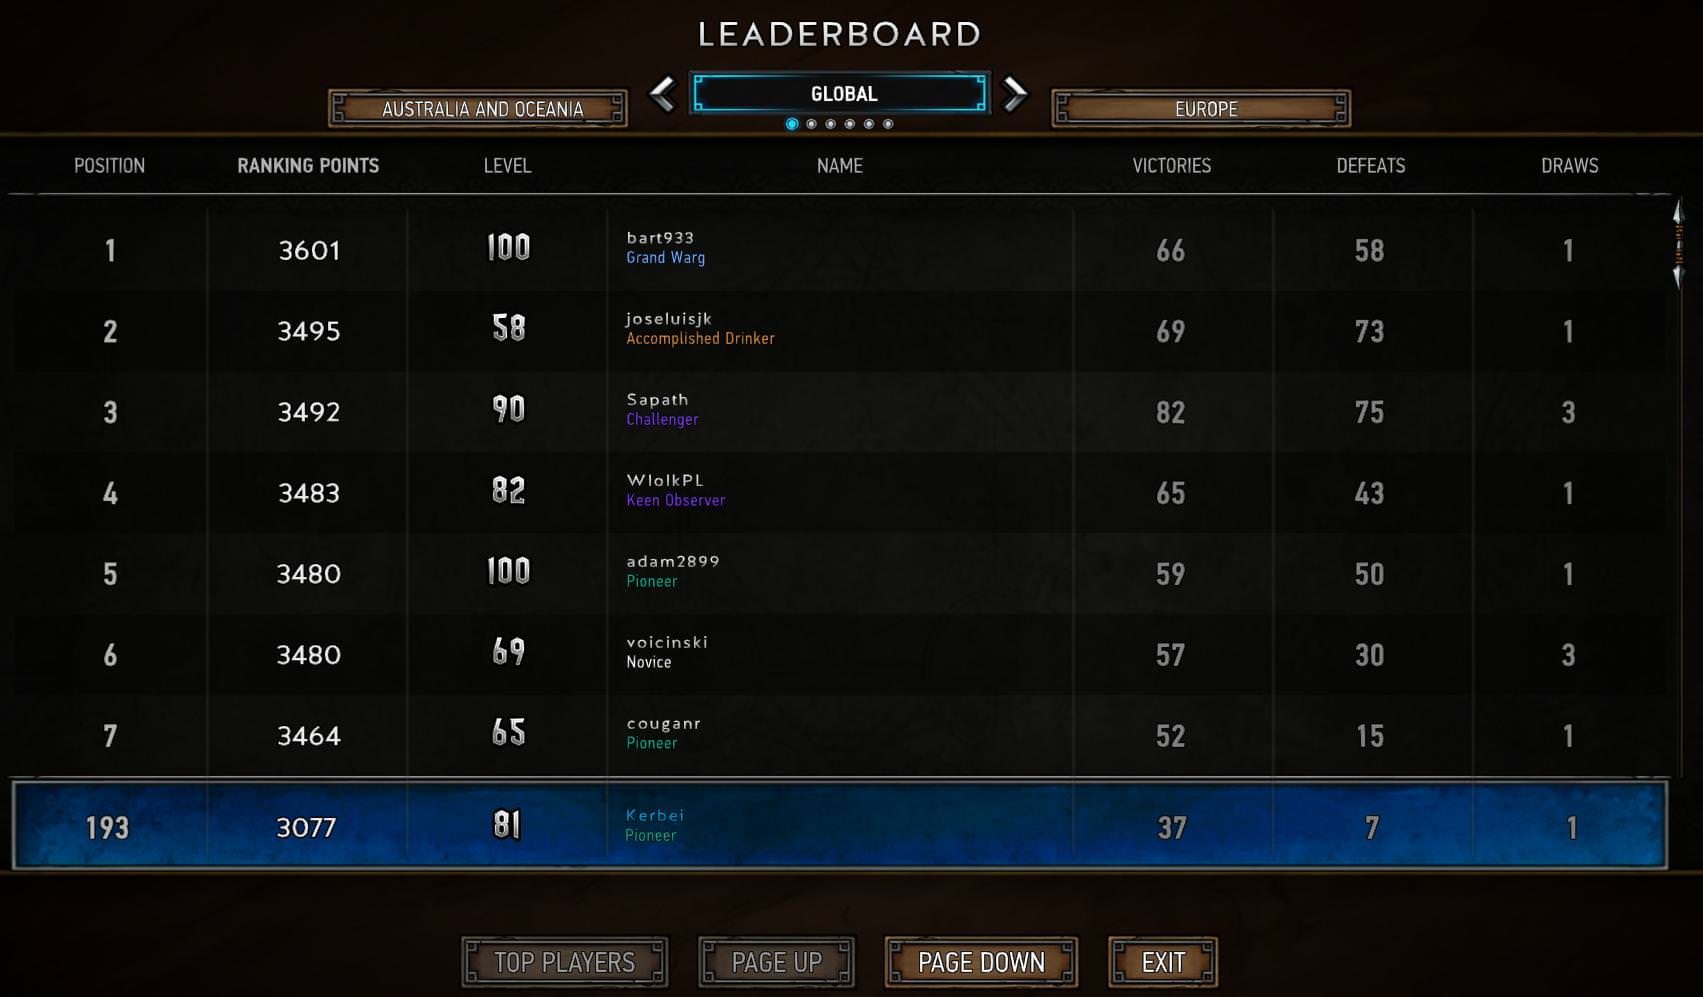 LEADERBOARD
AUSTRALIA AND OCEANIA
GLOBAL
EUROPE
POSITION RANKING POINTS LEVEL NAME VICTORIES DEFEATS DRAWS
1 3601 100 bart933 66 58 1
Grand Warg
2 3495 58 joseluisjk 69 73 1
Accomplished Drinker
3 3492 90 Sapath 82 75 3
Challenger
4 3483 82 WlolkPL 65 43 1
Keen Observer
5 3480 100 adam2899 59 50 1
Pioneer
6 3480 69 voicinski 57 30 3
Novice
7 3464 65 couganr 52 15 1
Pioneer
193 3077 81 Kerbei 37 7 1
Pioneer
TOP PLAYERS PAGE UP PAGE DOWN EXIT